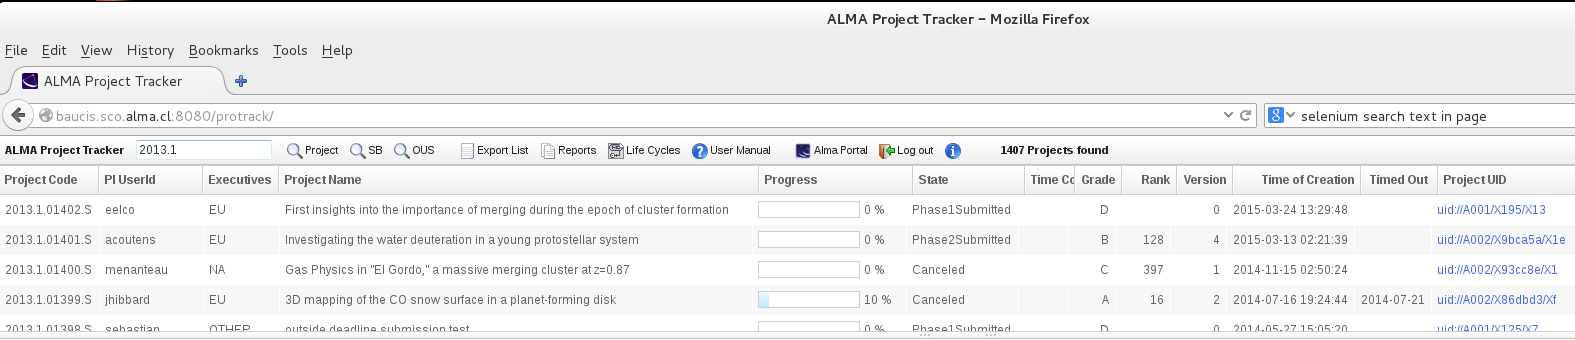 ALMA Project Tracker – Mozilla Firefox
File Edit View History Bookmarks Tools Help
ALMA Project Tracker
baucis.sco.alma.cl:8080/protrack/ selenium search text in page
ALMA Project Tracker 2013.1 Project SB OUS Export List Reports Life Cycles User Manual Alma Portal Log out 1407 Projects found
Project Code PI UserId Executives Project Name Progress State Time Co Grade Rank Version Time of Creation Timed Out Project UID
2013.1.01402.S eelco EU First insights into the importance of merging during the epoch of cluster formation 0 % Phase1Submitted D 0 2015-03-24 13:29:48 uid://A001/X195/X13
2013.1.01401.S acoutens EU Investigating the water deuteration in a young protostellar system 0 % Phase2Submitted B 128 4 2015-03-13 02:21:39 uid://A002/X9bca5a/X1e
2013.1.01400.S menanteau NA Gas Physics in "El Gordo," a massive merging cluster at z=0.87 0 % Canceled C 397 1 2014-11-15 02:50:24 uid://A002/X93cc8e/X1
2013.1.01399.S jhibbard EU 3D mapping of the CO snow surface in a planet-forming disk 10 % Canceled A 16 2 2014-07-16 19:24:44 2014-07-21 uid://A002/X86dbd3/Xf
2013.1.01398.S sebastian OTHER outside deadline submission test 0 % Phase1Submitted D 0 2014-05-27 15:05:20 uid://A001/X125/X7